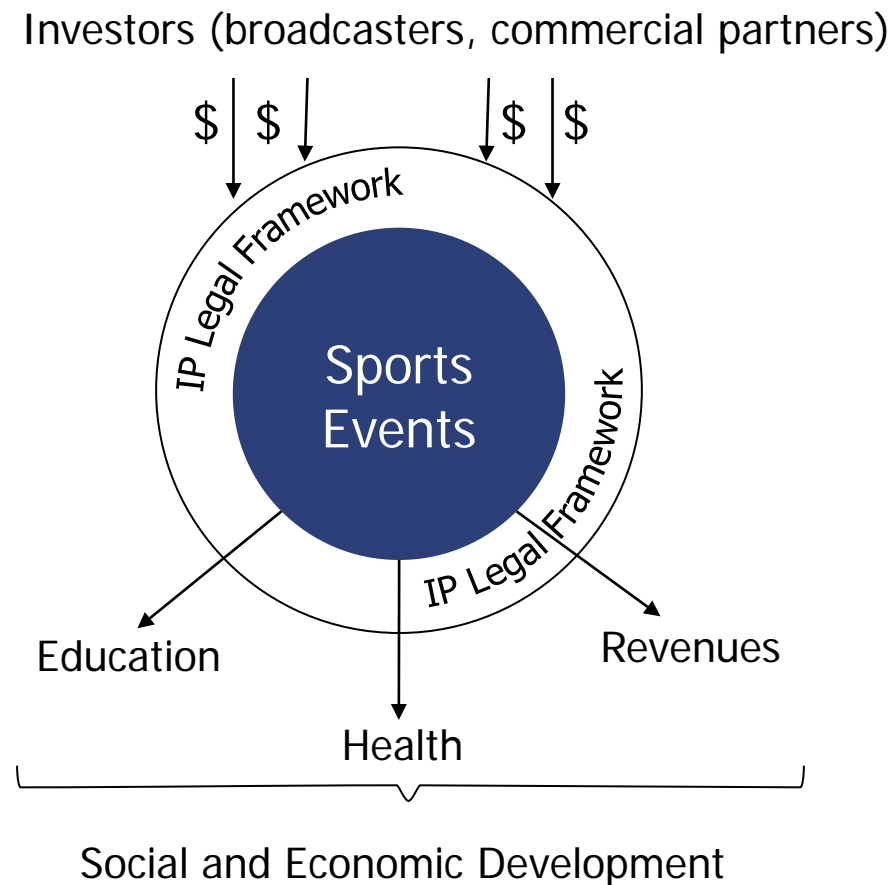 Investors (broadcasters, commercial partners)
$ $ $ $
IP Legal Framework
Sports
Events
IP Legal Framework
Education
Revenues
Health
Social and Economic Development